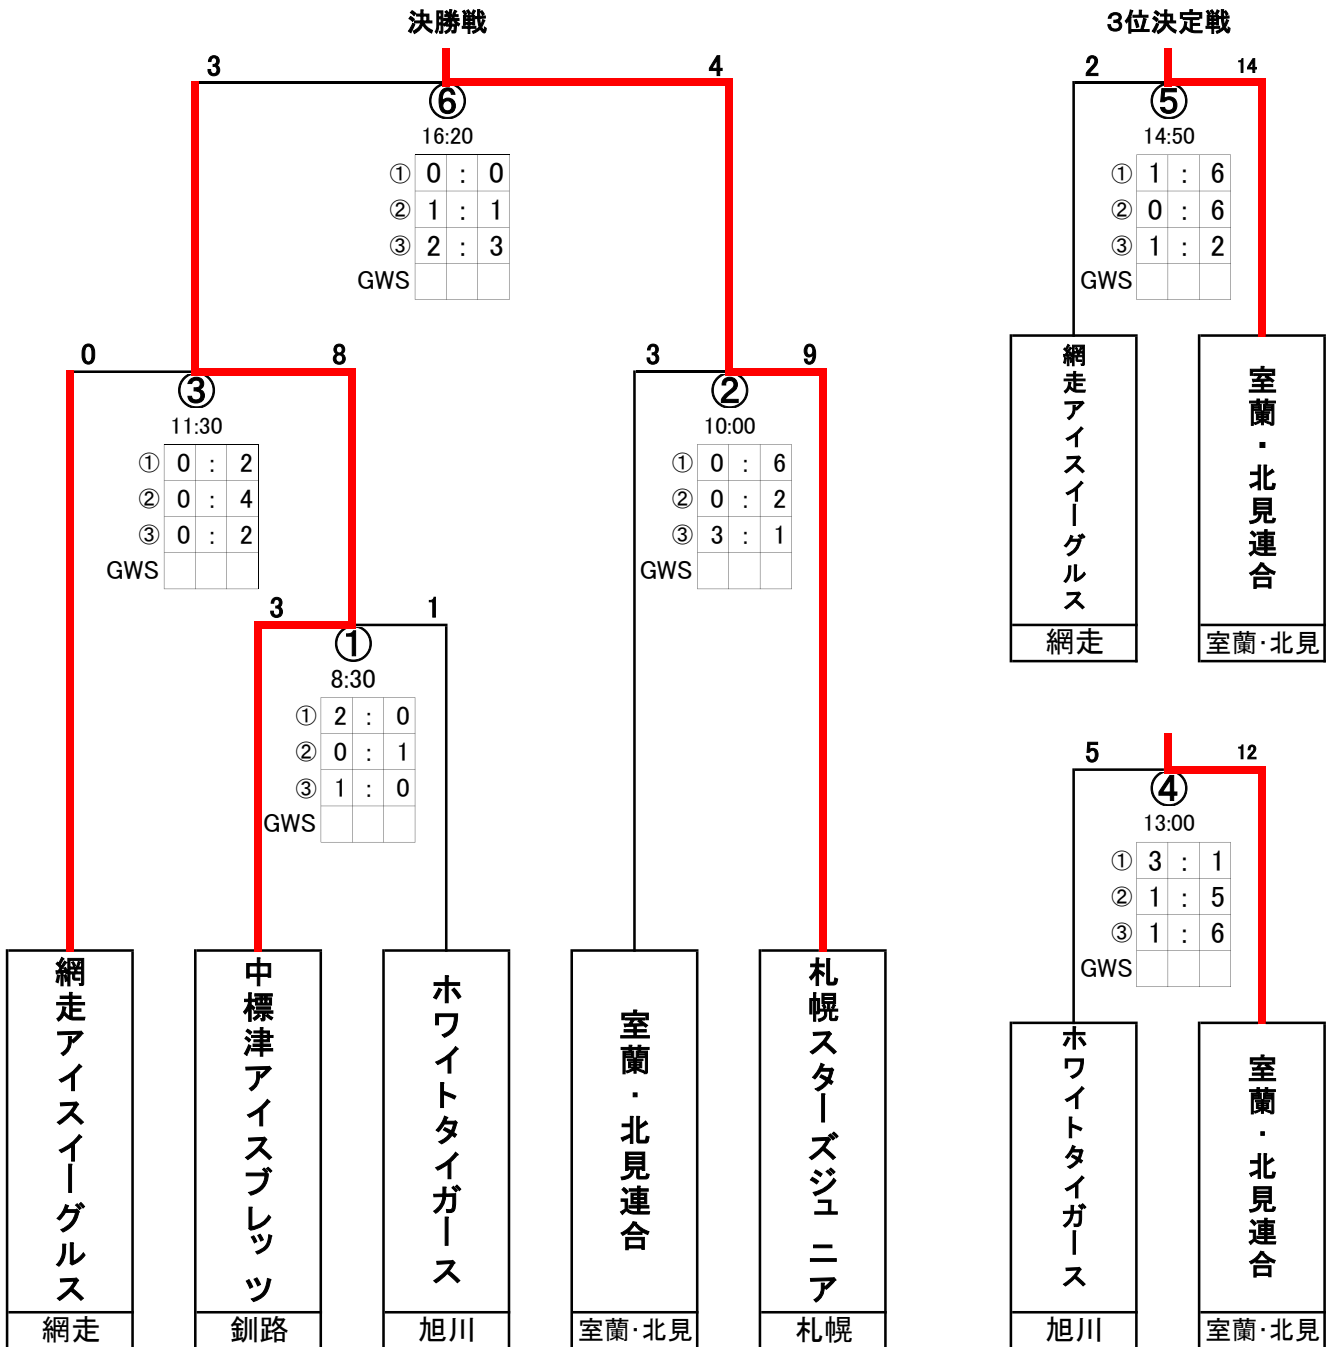 決勝戦
3 4
⑥
16:20
① 0 : 0
② 1 : 1
③ 2 : 3
GWS
0 8
③
11:30
① 0 : 2
② 0 : 4
③ 0 : 2
GWS
3 9
②
10:00
① 0 : 6
② 0 : 2
③ 3 : 1
GWS
3 1
①
8:30
① 2 : 0
② 0 : 1
③ 1 : 0
GWS
網走アイスイーグルス
網走
中標津アイスブレッツ
釧路
ホワイトタイガース
旭川
室蘭・北見連合
室蘭・北見
札幌スターズジュニア
札幌
3位決定戦
2 14
⑤
14:50
① 1 : 6
② 0 : 6
③ 1 : 2
GWS
網走アイスイーグルス
網走
室蘭・北見連合
室蘭・北見
5 12
④
13:00
① 3 : 1
② 1 : 5
③ 1 : 6
GWS
ホワイトタイガース
旭川
室蘭・北見連合
室蘭・北見